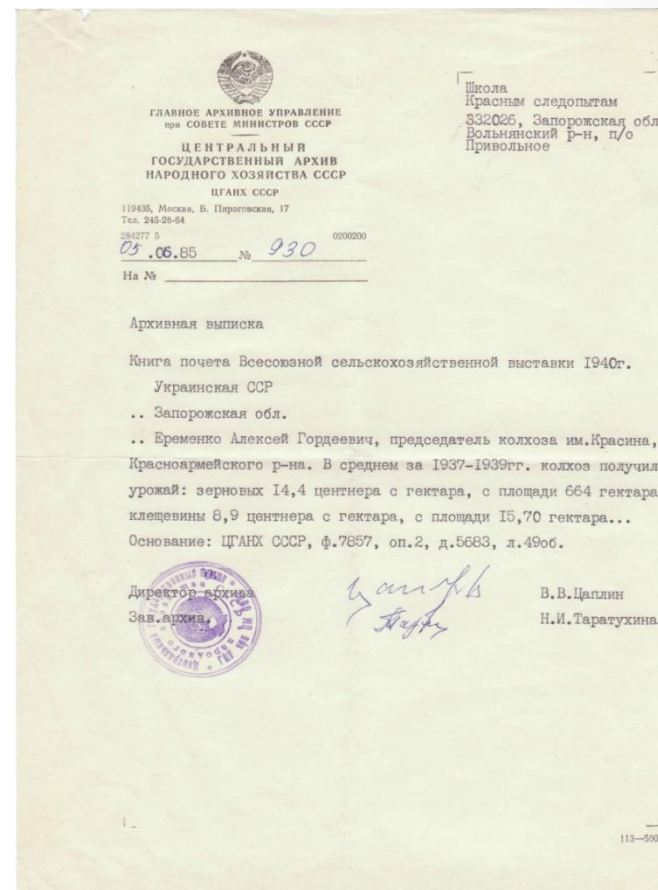 ГЛАВНОЕ АРХИВНОЕ УПРАВЛЕНИЕ
при СОВЕТЕ МИНИСТРОВ СССР
ЦЕНТРАЛЬНЫЙ
ГОСУДАРСТВЕННЫЙ АРХИВ
НАРОДНОГО ХОЗЯЙСТВА СССР
ЦГАНХ СССР
119435, Москва, Б. Пироговская, 17
Тел. 245-26-64
284277 5 0200200
05.06.85 № 930
На №
Школа
Красным следопытам
332026, Запорожская обл
Вольнянский р-н, п/о
Привольное
Архивная выписка
Книга почета Всесоюзной сельскохозяйственной выставки 1940г.
Украинская ССР
.. Запорожская обл.
.. Еременко Алексей Гордеевич, председатель колхоза им.Красина,
Красноармейского р-на. В среднем за 1937-1939гг. колхоз получил
урожай: зерновых 14,4 центнера с гектара, с площади 664 гектара
клещевины 8,9 центнера с гектара, с площади 15,70 гектара...
Основание: ЦГАНХ СССР, ф.7857, оп.2, д.5683, л.49об.
Директор архива В.В.Цаплин
Зав.архив. Н.И.Таратухина
113—500